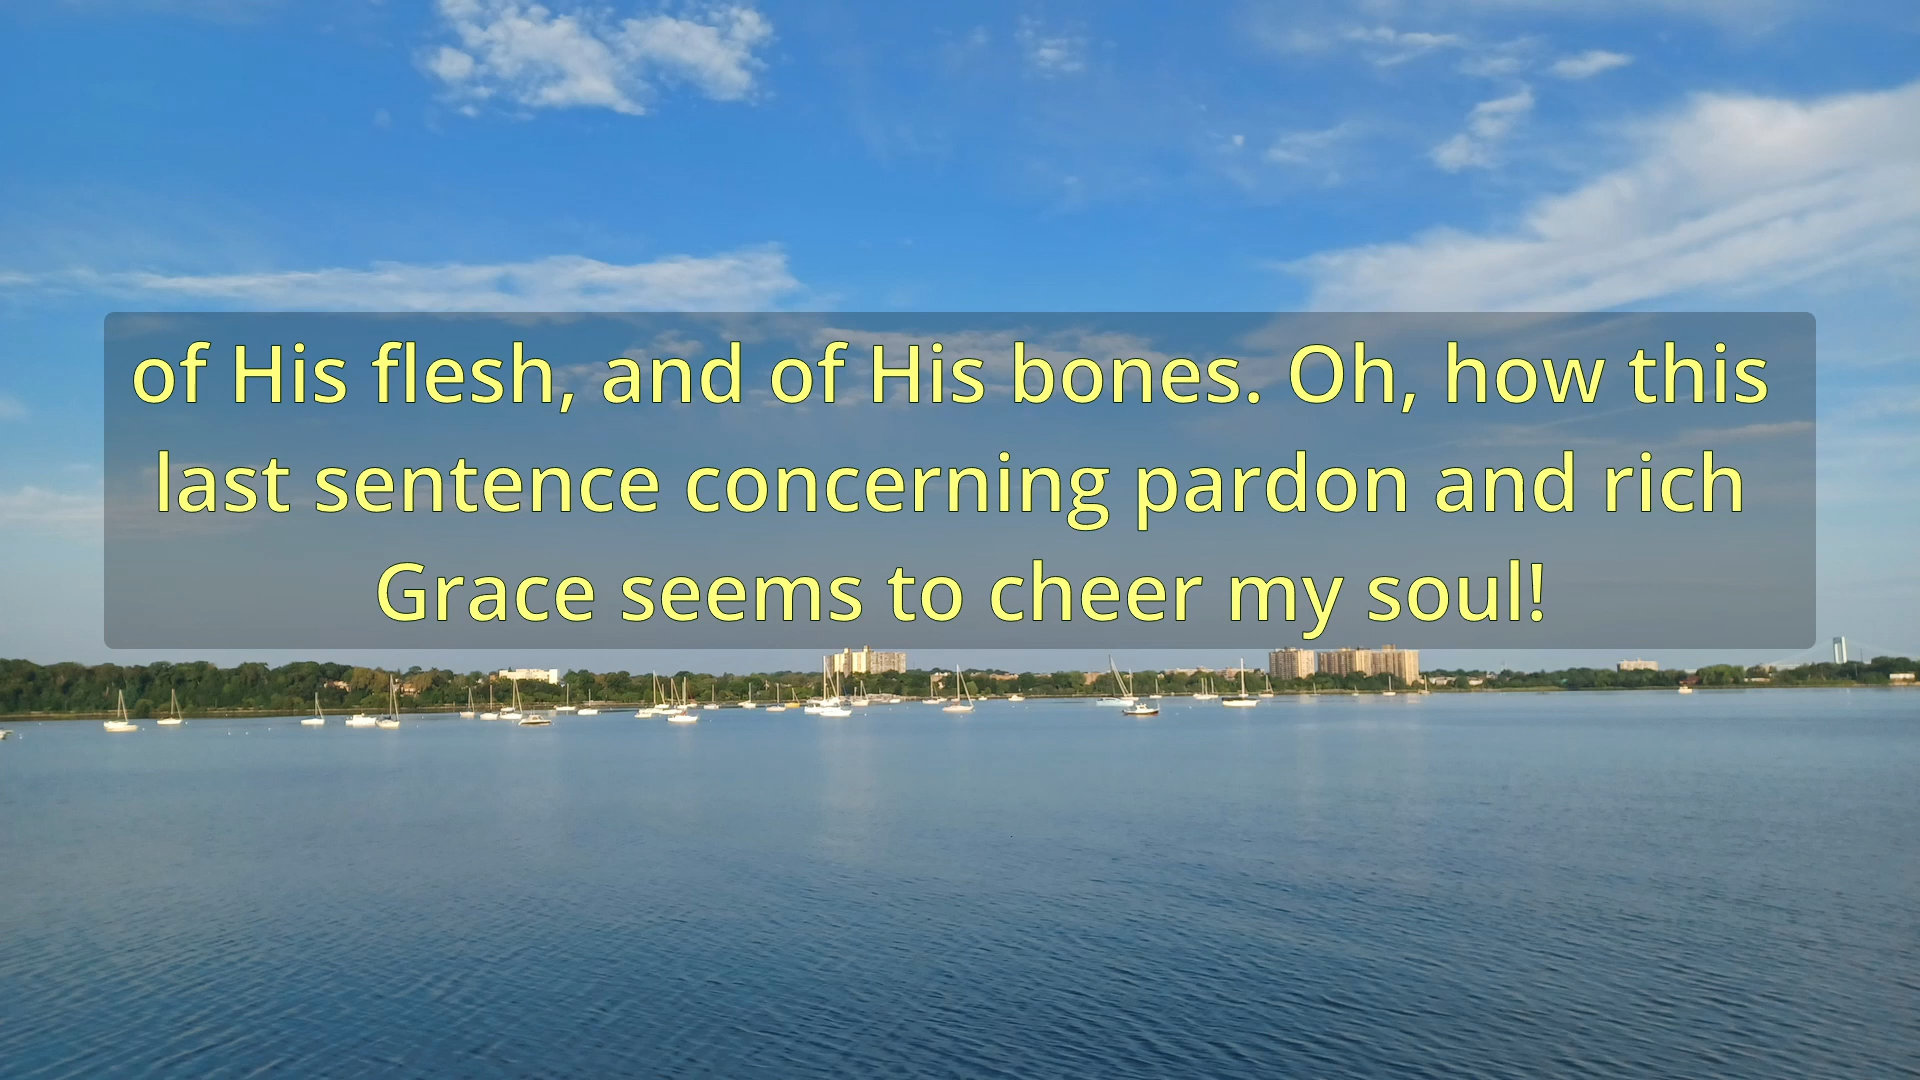 of His flesh, and of His bones. Oh, how this
last sentence concerning pardon and rich
Grace seems to cheer my soul!